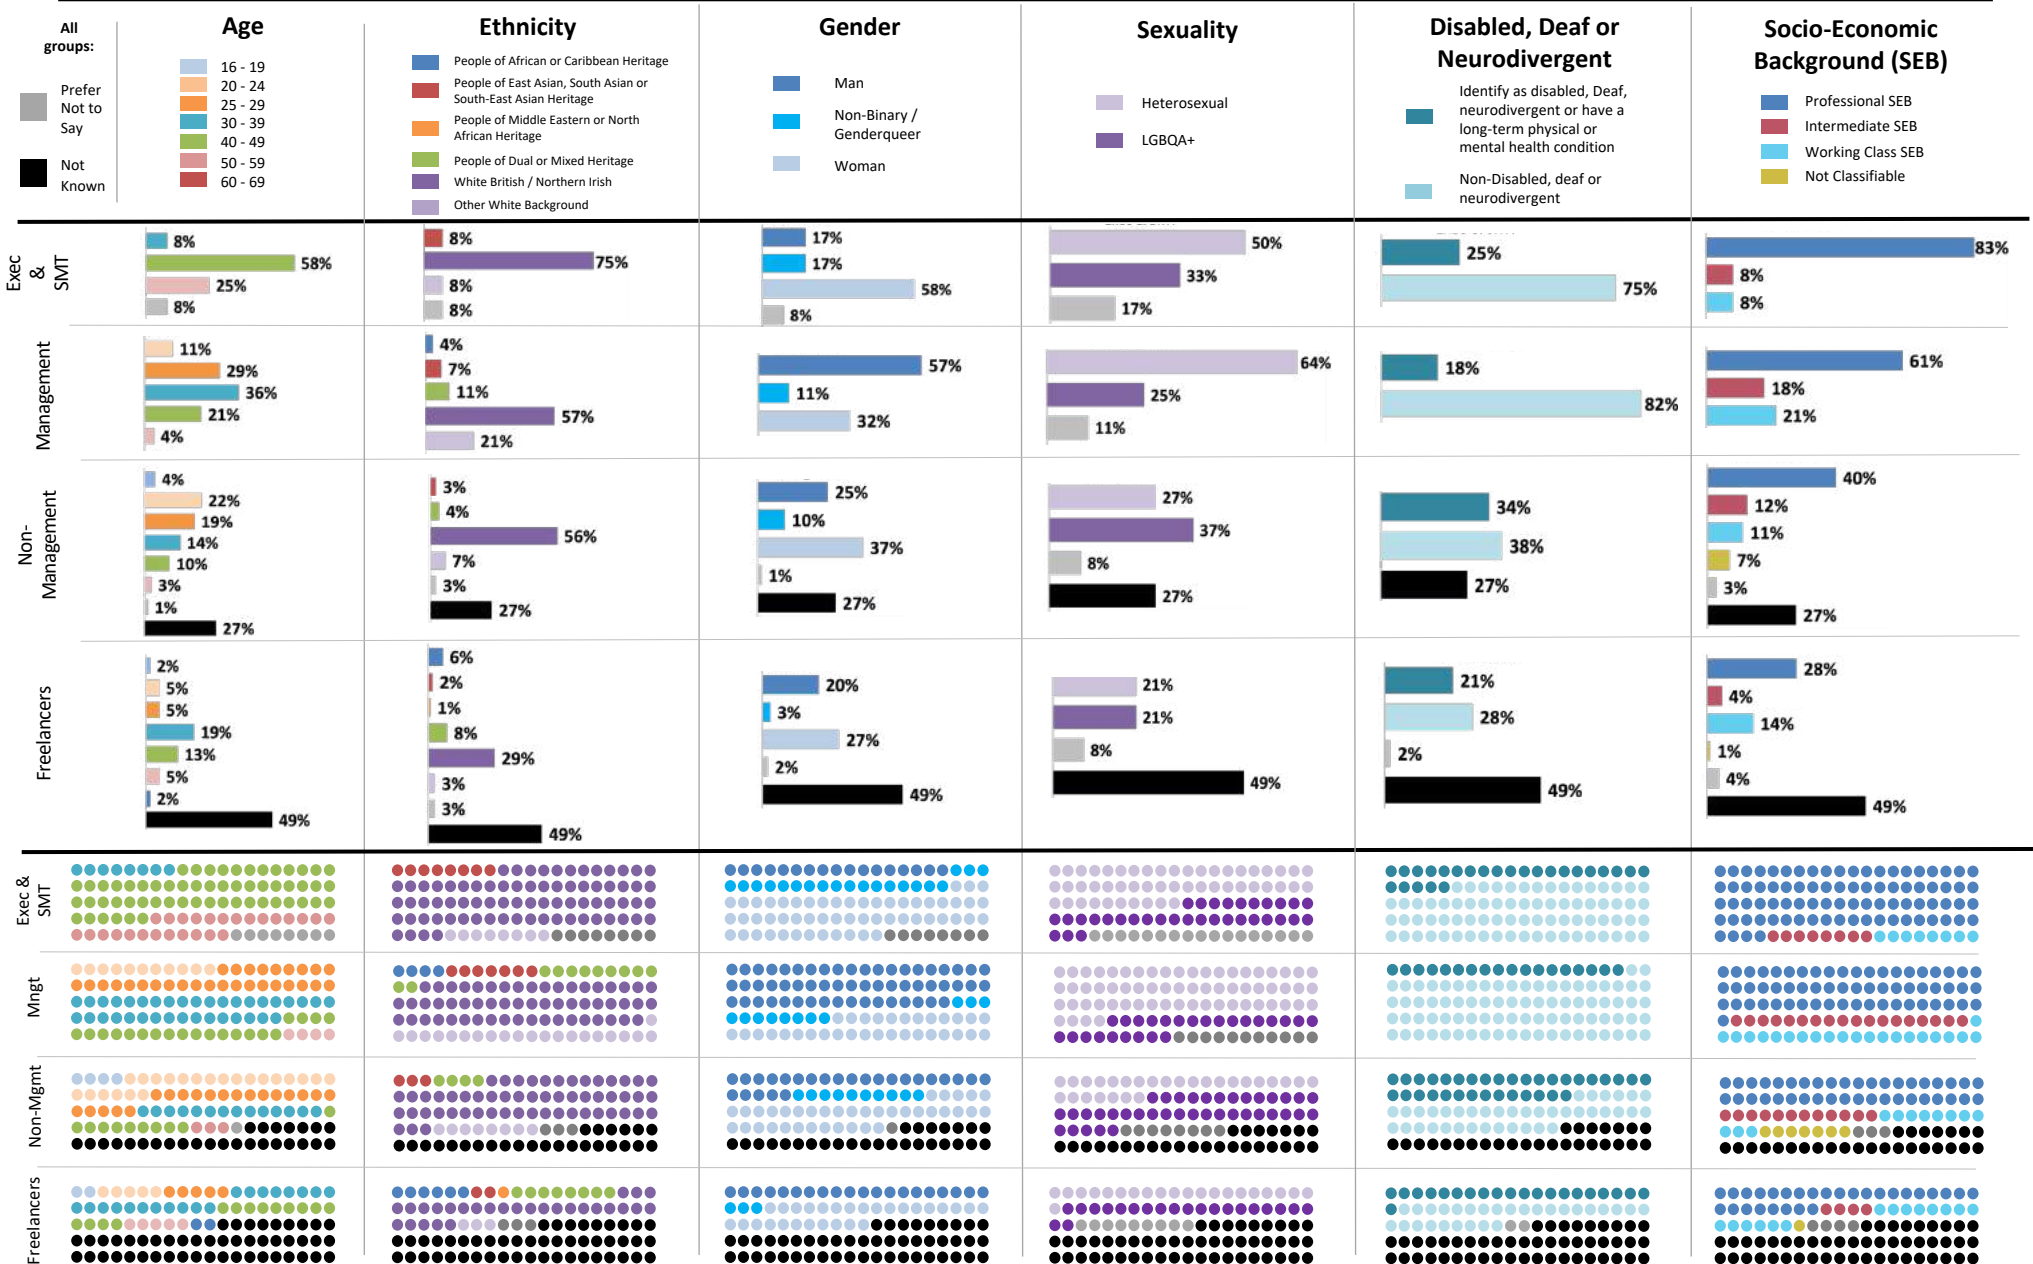 All
groups:
Prefer
Not to
Say
Not
Known
Age
16 - 19
20 - 24
25 - 29
30 - 39
40 - 49
50 - 59
60 - 69
Ethnicity
People of African or Caribbean Heritage
People of East Asian, South Asian or
South-East Asian Heritage
People of Middle Eastern or North
African Heritage
People of Dual or Mixed Heritage
White British / Northern Irish
Other White Background
Gender
Man
Non-Binary /
Genderqueer
Woman
Sexuality
Heterosexual
LGBQA+
Disabled, Deaf or
Neurodivergent
Identify as disabled, Deaf,
neurodivergent or have a
long-term physical or
mental health condition
Non-Disabled, deaf or
neurodivergent
Socio-Economic
Background (SEB)
Professional SEB
Intermediate SEB
Working Class SEB
Not Classifiable
Exec
&
SMT
8%
58%
25%
8%
8%
75%
8%
8%
17%
17%
58%
8%
50%
33%
17%
25%
75%
83%
8%
8%
Management
11%
29%
36%
21%
4%
4%
7%
11%
57%
21%
57%
11%
32%
64%
25%
11%
18%
82%
61%
18%
21%
Non-
Management
4%
22%
19%
14%
10%
3%
1%
27%
3%
4%
56%
7%
3%
27%
25%
10%
37%
1%
27%
27%
37%
8%
27%
34%
38%
27%
40%
12%
11%
7%
3%
27%
Freelancers
2%
5%
5%
19%
13%
5%
2%
49%
6%
2%
1%
8%
29%
3%
3%
49%
20%
3%
27%
2%
49%
21%
21%
8%
49%
21%
28%
2%
49%
28%
4%
14%
1%
4%
49%
Exec &
SMT
Mngt
Non-Mgmt
Freelancers